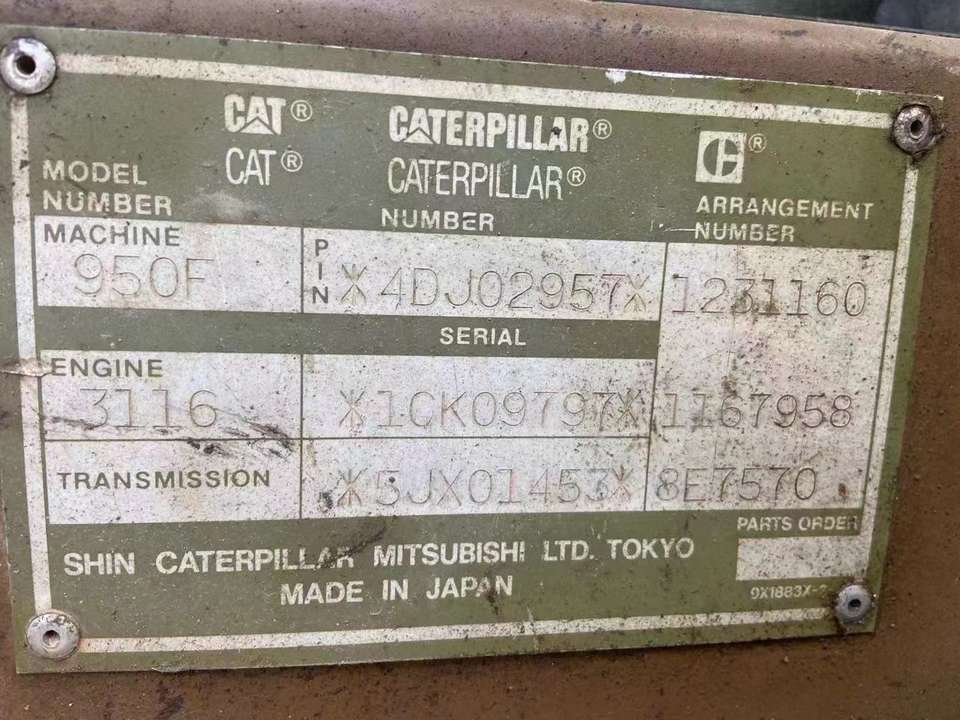 CAT® CATERPILLAR® ®
CAT® CATERPILLAR®
MODEL NUMBER NUMBER ARRANGEMENT NUMBER
MACHINE 950F PIN *4DJ02957* 1231160
SERIAL
ENGINE 3116 *1CK09797* 1167958
TRANSMISSION *5JX01453* 8E7570
PARTS ORDER
SHIN CATERPILLAR MITSUBISHI LTD. TOKYO
MADE IN JAPAN